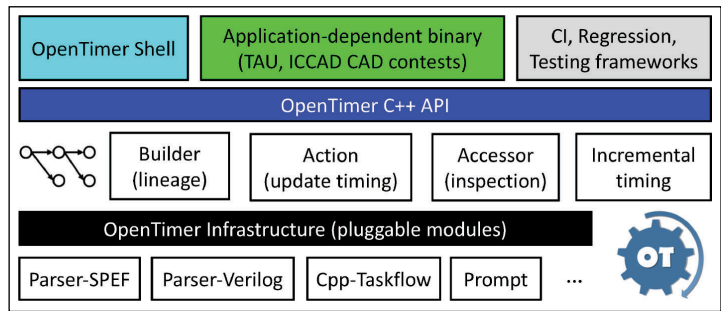 OpenTimer Shell
Application-dependent binary
(TAU, ICCAD CAD contests)
CI, Regression,
Testing frameworks
OpenTimer C++ API
Builder
(lineage)
Action
(update timing)
Accessor
(inspection)
Incremental
timing
OpenTimer Infrastructure (pluggable modules)
OT
Parser-SPEF
Parser-Verilog
Cpp-Taskflow
Prompt
...